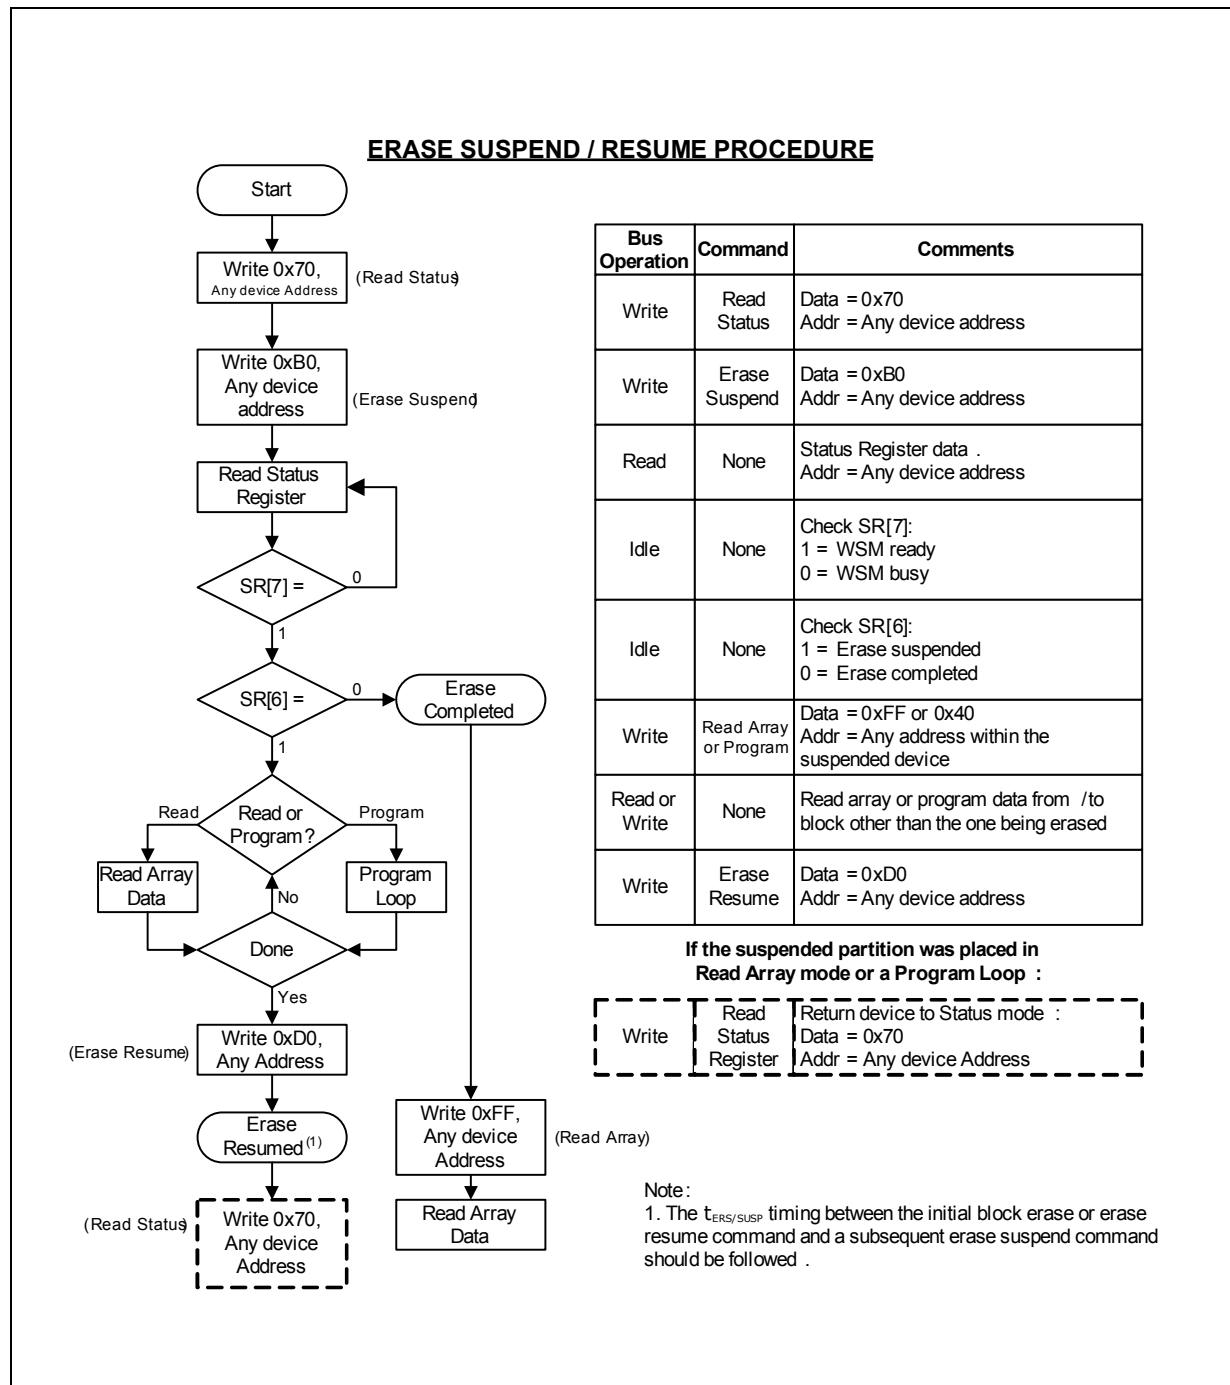 ERASE SUSPEND / RESUME PROCEDURE
Start
Write 0x70,
Any device Address
(Read Status)
Write 0xB0,
Any device
address
(Erase Suspend)
Read Status
Register
SR[7] =
0
1
SR[6] =
0
1
Erase
Completed
Read or
Program?
Read
Program
Read Array
Data
Program
Loop
No
Done
Yes
Write 0xD0,
Any Address
(Erase Resume)
Erase
Resumed(1)
(Read Status)
Write 0x70,
Any device
Address
Write 0xFF,
Any device
Address
(Read Array)
Read Array
Data
Bus
Operation
Command
Comments
Write
Read
Status
Data = 0x70
Addr = Any device address
Write
Erase
Suspend
Data = 0xB0
Addr = Any device address
Read
None
Status Register data .
Addr = Any device address
Idle
None
Check SR[7]:
1 = WSM ready
0 = WSM busy
Idle
None
Check SR[6]:
1 = Erase suspended
0 = Erase completed
Write
Read Array
or Program
Data = 0xFF or 0x40
Addr = Any address within the
suspended device
Read or
Write
None
Read array or program data from /to
block other than the one being erased
Write
Erase
Resume
Data = 0xD0
Addr = Any device address
If the suspended partition was placed in
Read Array mode or a Program Loop :
Write
Read
Status
Register
Return device to Status mode :
Data = 0x70
Addr = Any device Address
Note:
1. The tERS/SUSP timing between the initial block erase or erase
resume command and a subsequent erase suspend command
should be followed .